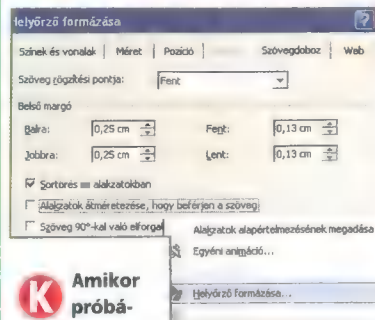 Helyőrző formázása
Színek és vonalak Méret Pozíció Szövegdoboz Web
Szöveg rögzítési pontja: Fent
Belső margó
Balra: 0,25 cm Fent: 0,13 cm
Jobbra: 0,25 cm Lent: 0,13 cm
Sortörés alakzatokban
Alakzatok átméretezése, hogy beférjen a szöveg
Szöveg 90°-kal való elforgat
Alakzatok alapértelmezésének megadása
Egyéni animáció...
Helyőrző formázása...
K Amikor
próbá-